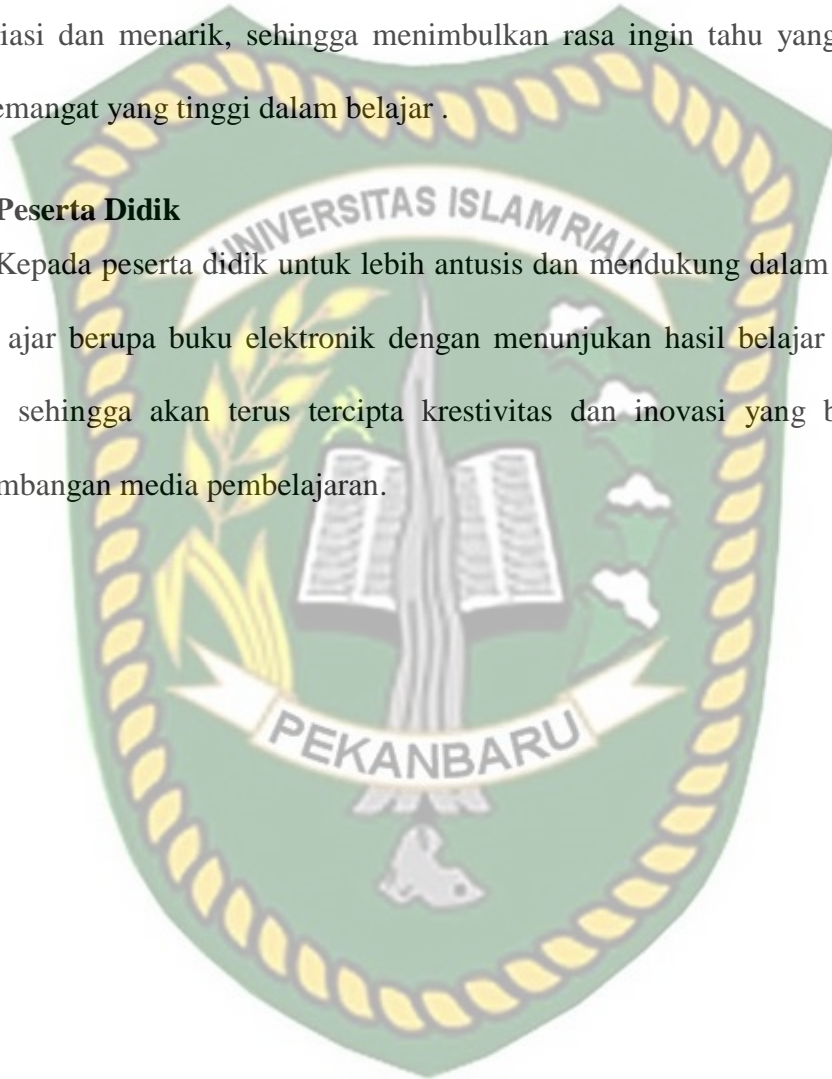 iasi dan menarik, sehingga menimbulkan rasa ingin tahu yang
emangat yang tinggi dalam belajar .
Peserta Didik
UNIVERSITAS ISLAM RIAU
Kepada peserta didik untuk lebih antusis dan mendukung dalam
ajar berupa buku elektronik dengan menunjukan hasil belajar
sehingga akan terus tercipta krestivitas dan inovasi yang b
mbangan media pembelajaran.
PEKANBARU